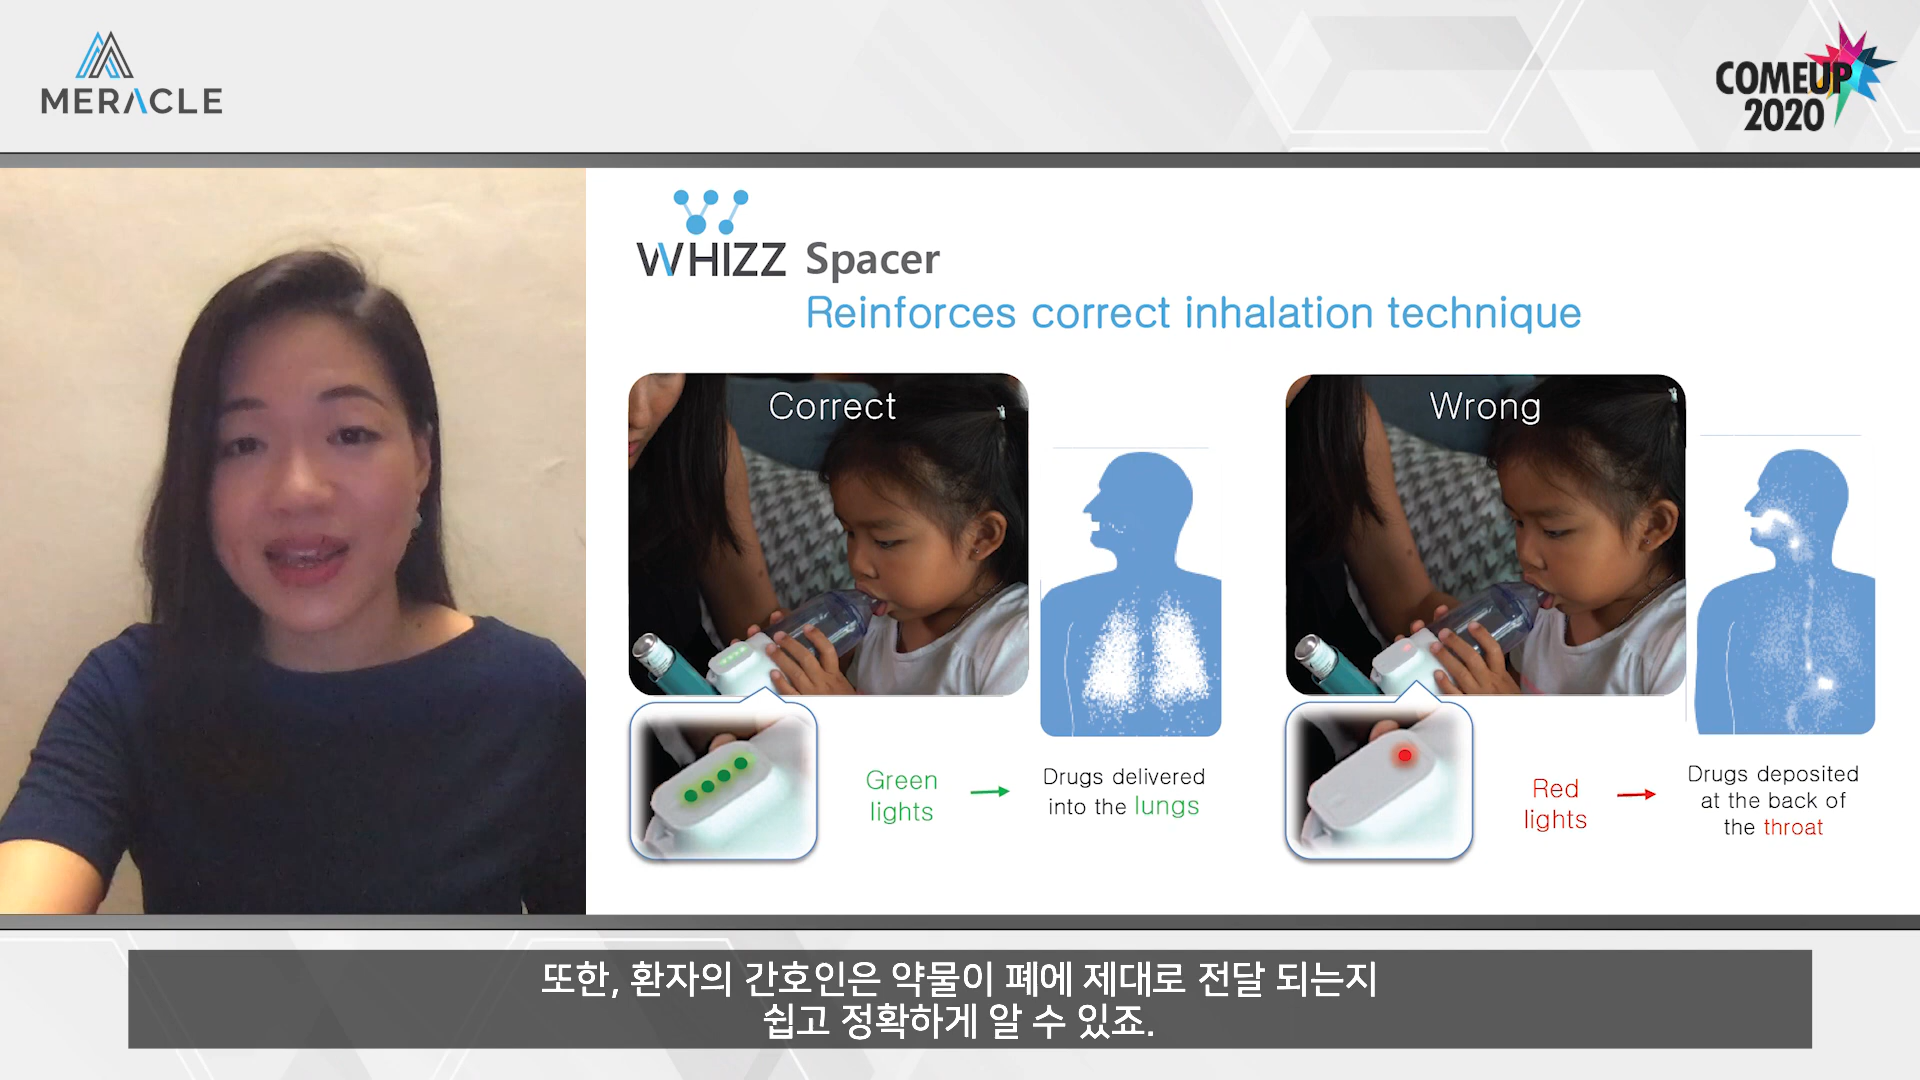 MERACLE
COMEUP
2020
WHIZZ Spacer
Reinforces correct inhalation technique
Correct
Wrong
Green
lights
Drugs delivered
into the lungs
Red
lights
Drugs deposited
at the back of
the throat
또한, 환자의 간호인은 약물이 폐에 제대로 전달 되는지
쉽고 정확하게 알 수 있죠.